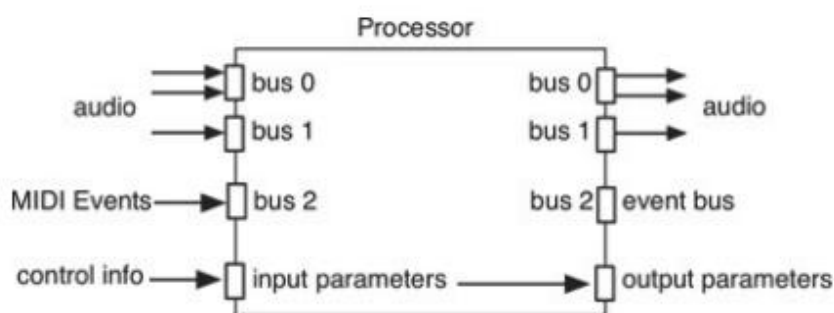 Processor
bus 0
bus 0
audio
audio
bus 1
bus 1
MIDI Events
bus 2
bus 2
event bus
control info
input parameters
output parameters